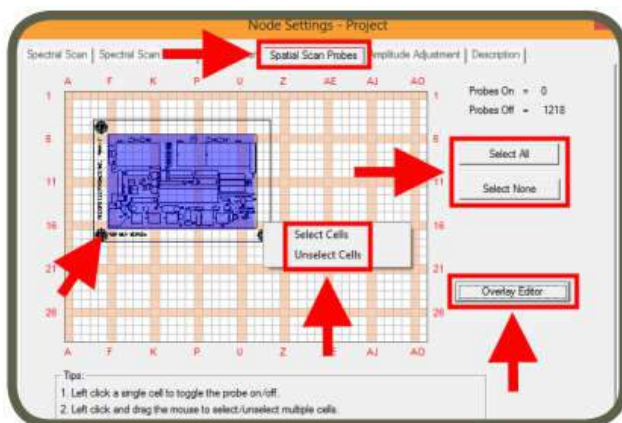 Node Settings - Project
Spectral Scan Spectral Scan Spatial Scan Probes Amplitude Adjustment Description
A F K P U Z AE AJ AO
1 1
6 6
11 11
16 16
21 21
26 26
A F K P U Z AE AJ AO
Probes On = 0
Probes Off = 1218
Select All
Select None
Select Cells
Unselect Cells
Overlay Editor
Tips:
1. Left click a single cell to toggle the probe on/off.
2. Left click and drag the mouse to select/unselect multiple cells.